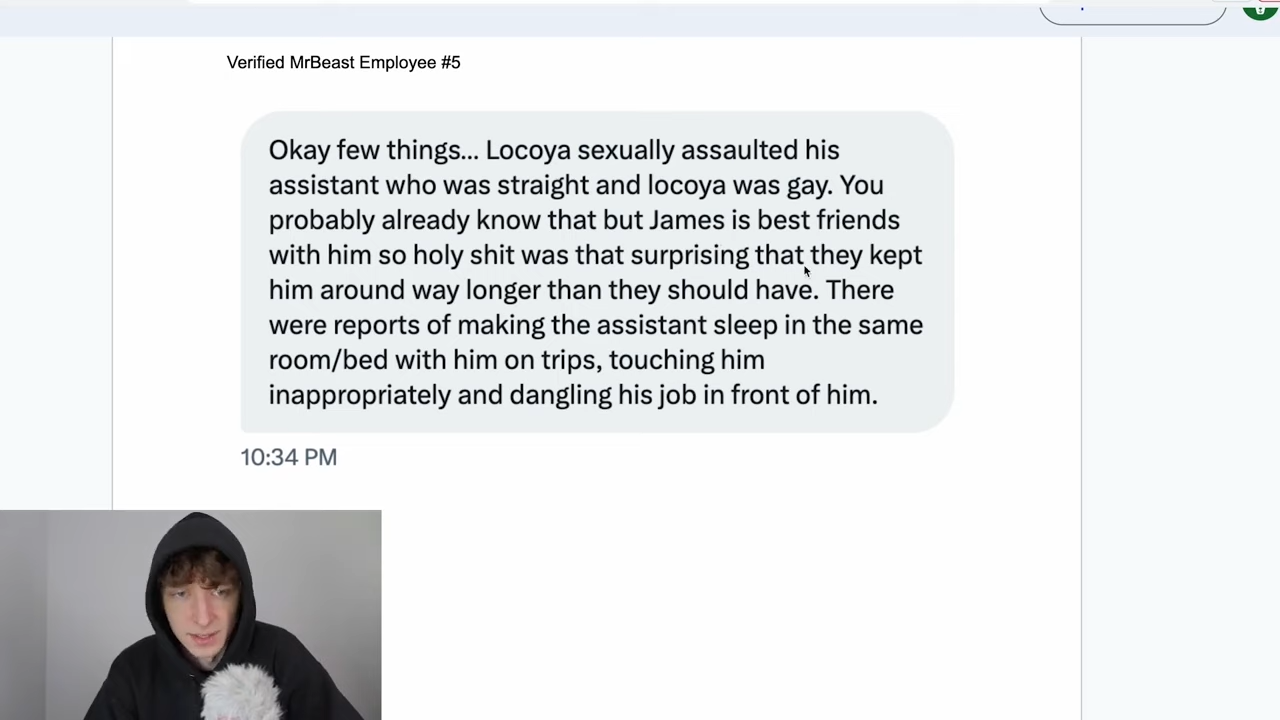 Verified MrBeast Employee #5
Okay few things... Locoya sexually assaulted his
assistant who was straight and locoya was gay. You
probably already know that but James is best friends
with him so holy shit was that surprising that they kept
him around way longer than they should have. There
were reports of making the assistant sleep in the same
room/bed with him on trips, touching him
inappropriately and dangling his job in front of him.
10:34 PM